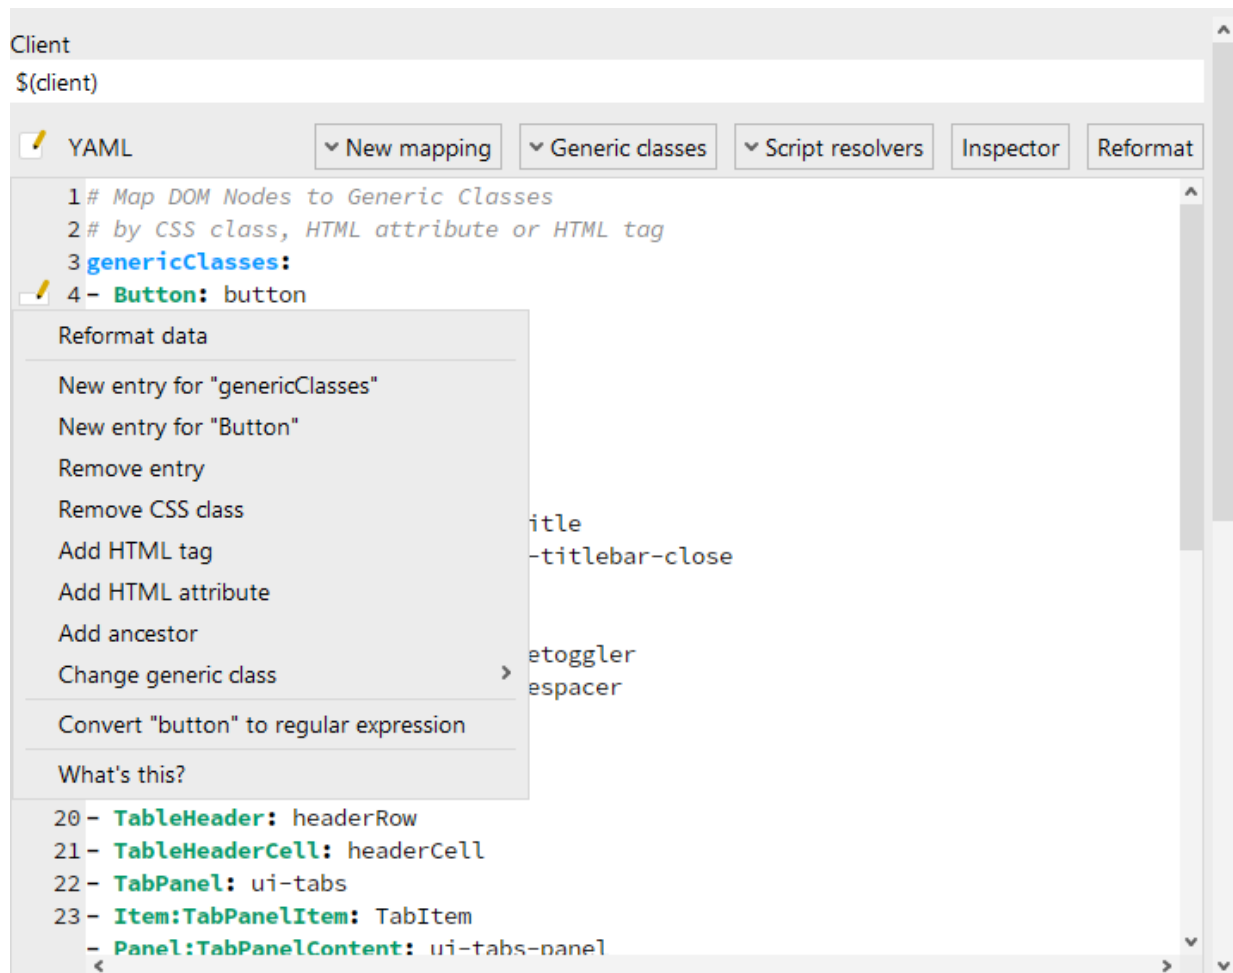 Client
$(client)
YAML
New mapping
Generic classes
Script resolvers
Inspector
Reformat
1 # Map DOM Nodes to Generic Classes
2 # by CSS class, HTML attribute or HTML tag
3 genericClasses:
4 - Button: button
Reformat data
New entry for "genericClasses"
New entry for "Button"
Remove entry
Remove CSS class
itle
Add HTML tag
-titlebar-close
Add HTML attribute
Add ancestor
etoggler
Change generic class
espacer
Convert "button" to regular expression
What's this?
20 - TableHeader: headerRow
21 - TableHeaderCell: headerCell
22 - TabPanel: ui-tabs
23 - Item:TabPanelItem: TabItem
- Panel:TabPanelContent: ui-tabs-panel